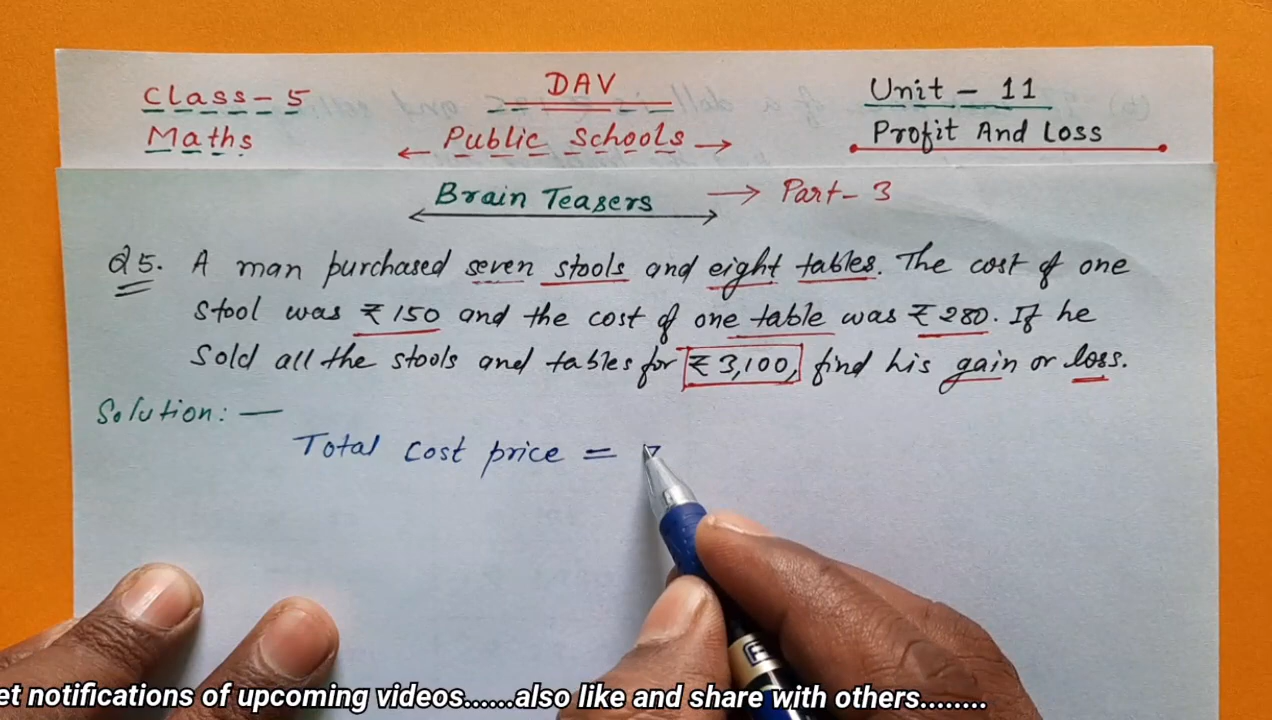 Class-5 DAV Unit - 11
Maths Public Schools Profit And Loss
Brain Teasers → Part-3
Q5. A man purchased seven stools and eight tables. The cost of one
stool was ₹150 and the cost of one table was ₹280. If he
Sold all the stools and tables for ₹3,100, find his gain or loss.
Solution:—
Total cost price =
et notifications of upcoming videos......also like and share with others........